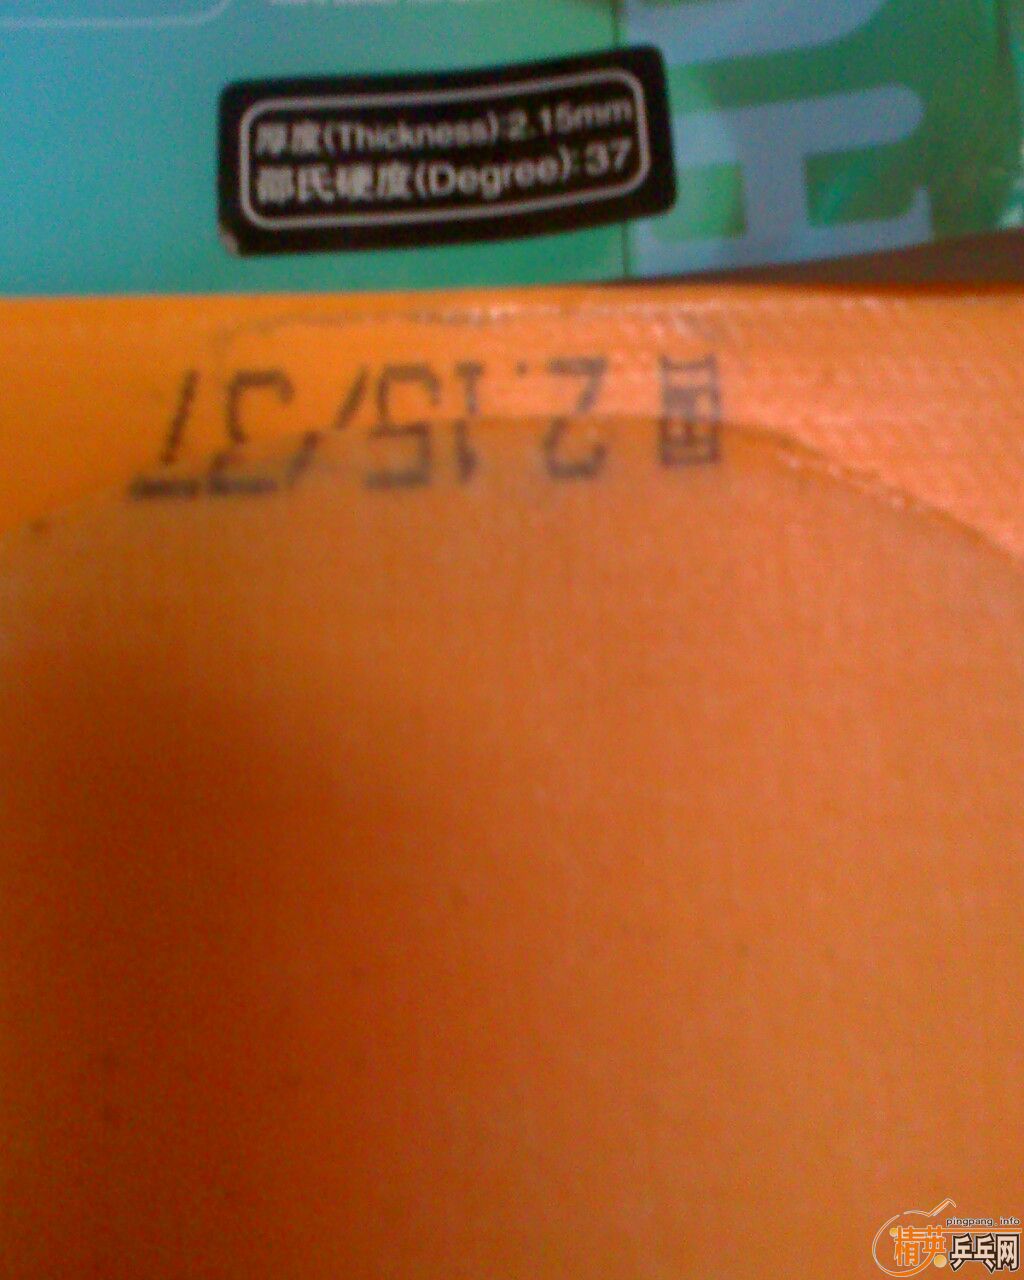 厚度(Thickness):2.15mm
邵氏硬度(Degree):37
2.15/37
pingpang.info
精英乒乓网